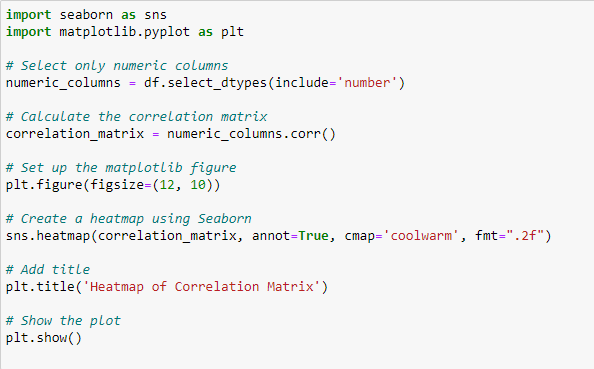 import seaborn as sns
import matplotlib.pyplot as plt

# Select only numeric columns
numeric_columns = df.select_dtypes(include='number')

# Calculate the correlation matrix
correlation_matrix = numeric_columns.corr()

# Set up the matplotlib figure
plt.figure(figsize=(12, 10))

# Create a heatmap using Seaborn
sns.heatmap(correlation_matrix, annot=True, cmap='coolwarm', fmt=".2f")

# Add title
plt.title('Heatmap of Correlation Matrix')

# Show the plot
plt.show()